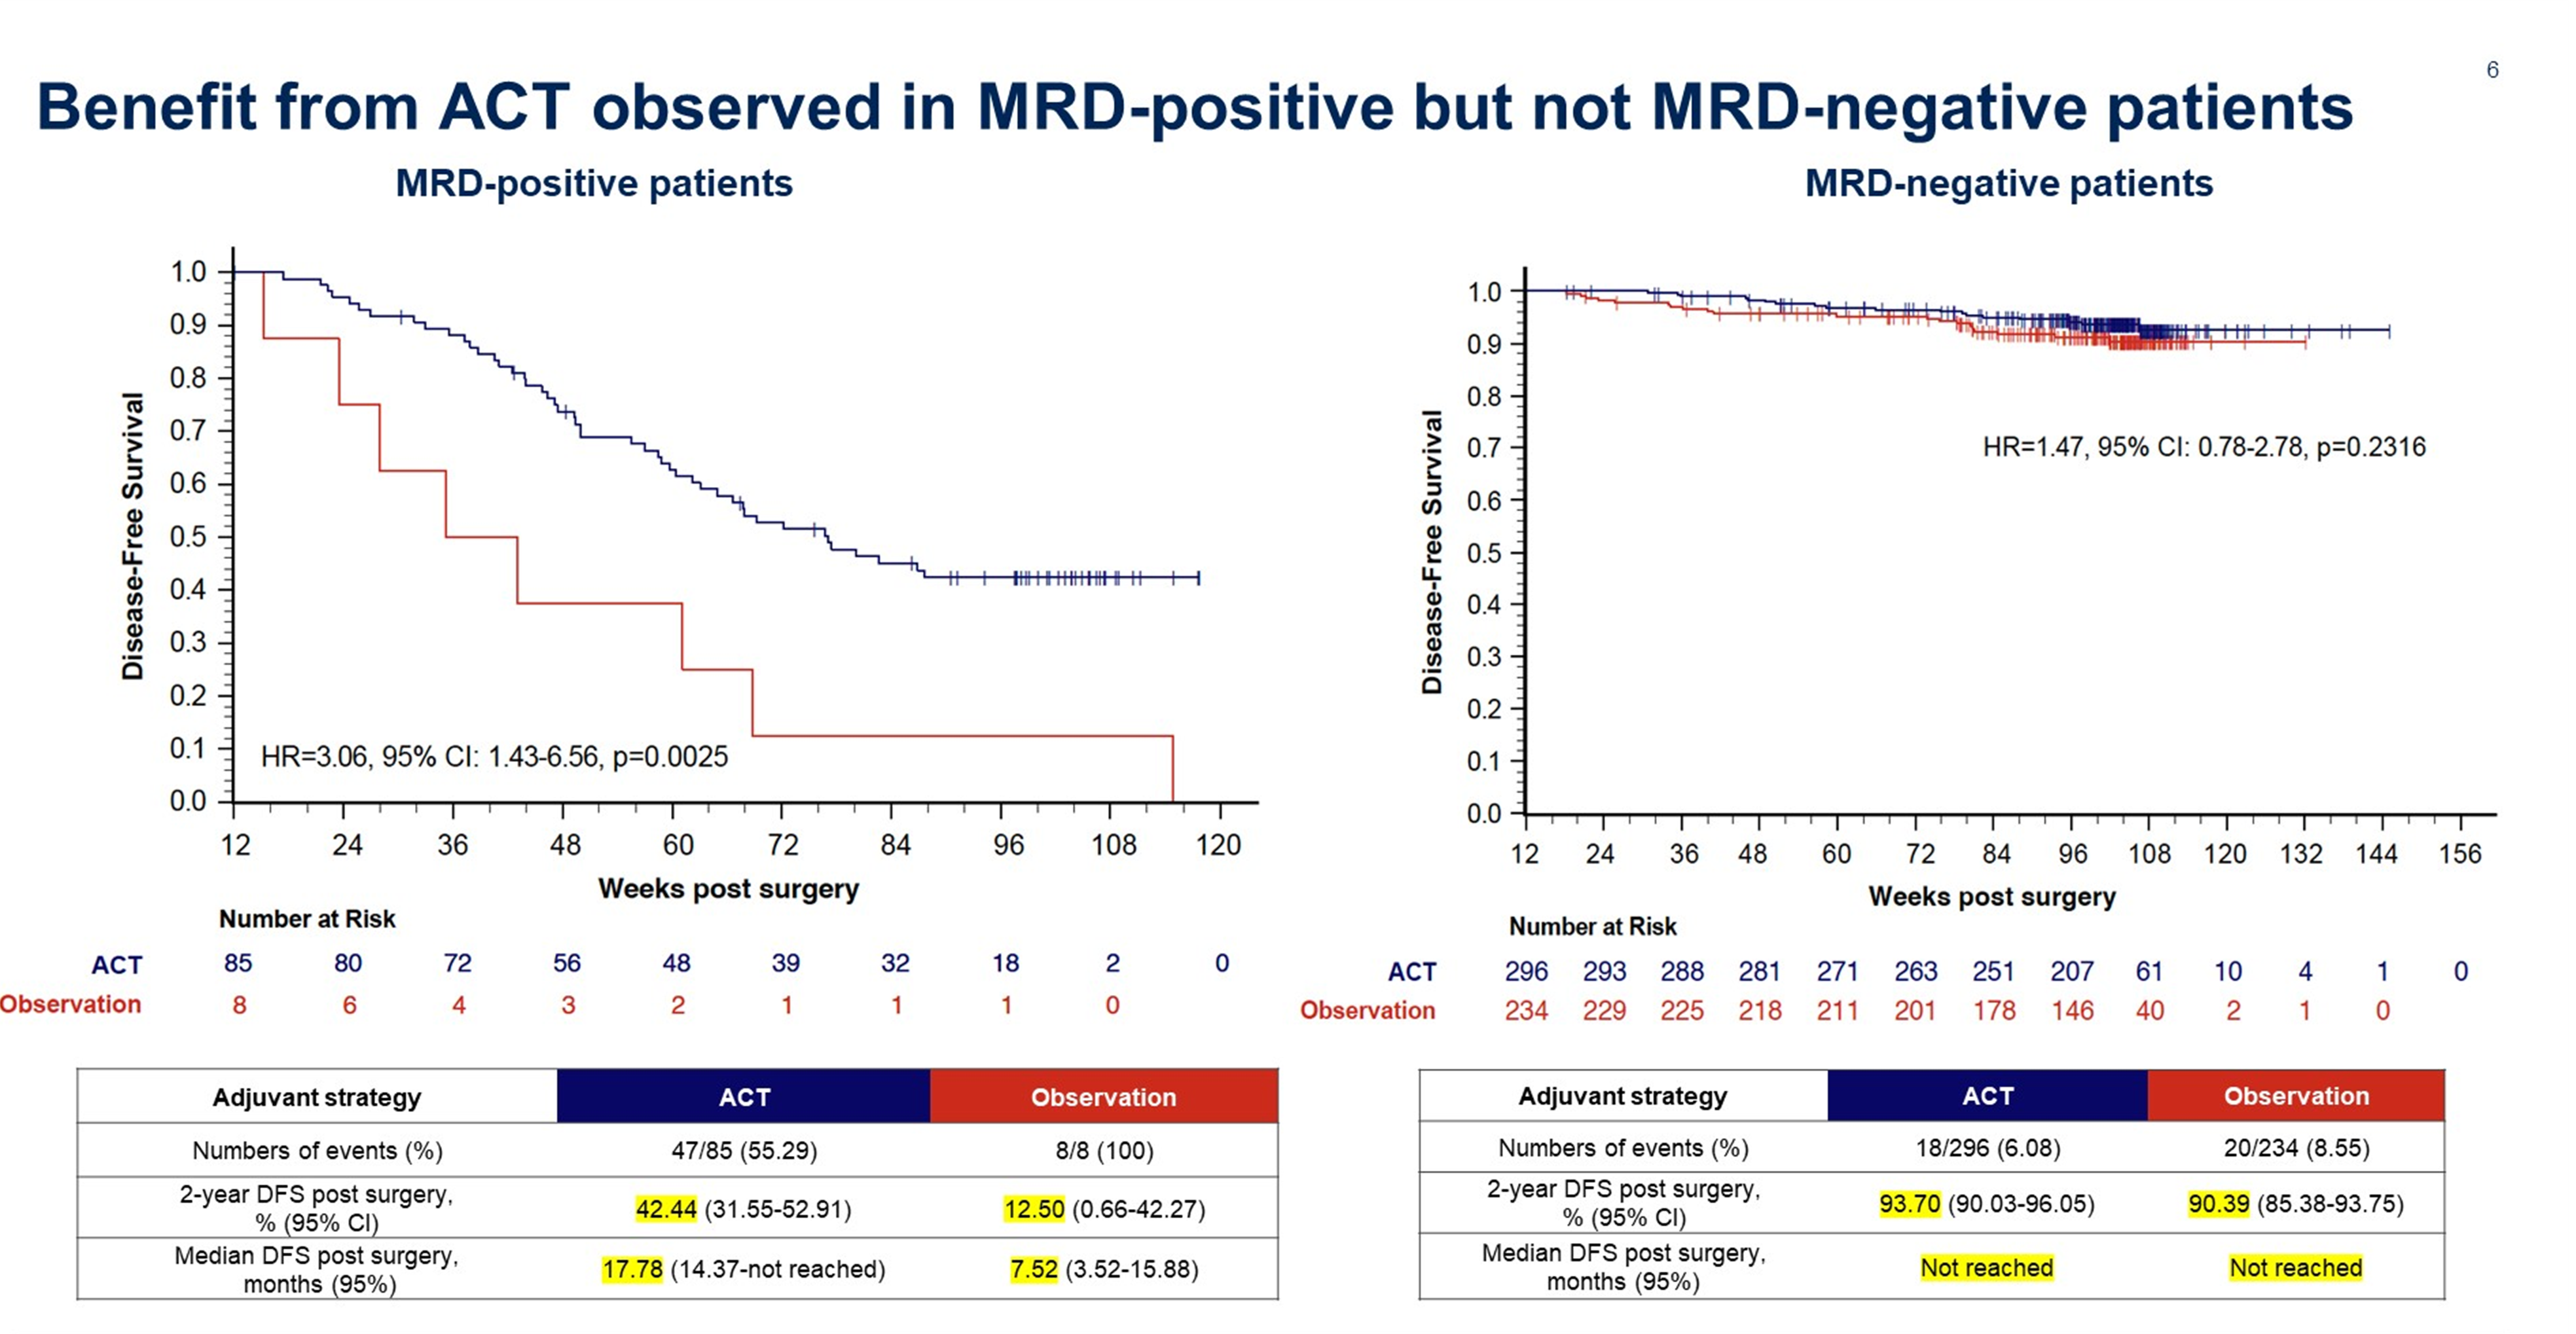 6
Benefit from ACT observed in MRD-positive but not MRD-negative patients
MRD-positive patients
Disease-Free Survival
1.0
0.9
0.8
0.7
0.6
0.5
0.4
0.3
0.2
0.1
0.0
HR=3.06, 95% CI: 1.43-6.56, p=0.0025
12 24 36 48 60 72 84 96 108 120
Weeks post surgery
Number at Risk
ACT 85 80 72 56 48 39 32 18 2 0
Observation 8 6 4 3 2 1 1 1 0
Adjuvant strategy ACT Observation
Numbers of events (%) 47/85 (55.29) 8/8 (100)
2-year DFS post surgery,
% (95% CI) 42.44 (31.55-52.91) 12.50 (0.66-42.27)
Median DFS post surgery,
months (95%) 17.78 (14.37-not reached) 7.52 (3.52-15.88)
MRD-negative patients
Disease-Free Survival
1.0
0.9
0.8
0.7
0.6
0.5
0.4
0.3
0.2
0.1
0.0
HR=1.47, 95% CI: 0.78-2.78, p=0.2316
12 24 36 48 60 72 84 96 108 120 132 144 156
Weeks post surgery
Number at Risk
ACT 296 293 288 281 271 263 251 207 61 10 4 1 0
Observation 234 229 225 218 211 201 178 146 40 2 1 0
Adjuvant strategy ACT Observation
Numbers of events (%) 18/296 (6.08) 20/234 (8.55)
2-year DFS post surgery,
% (95% CI) 93.70 (90.03-96.05) 90.39 (85.38-93.75)
Median DFS post surgery,
months (95%) Not reached Not reached